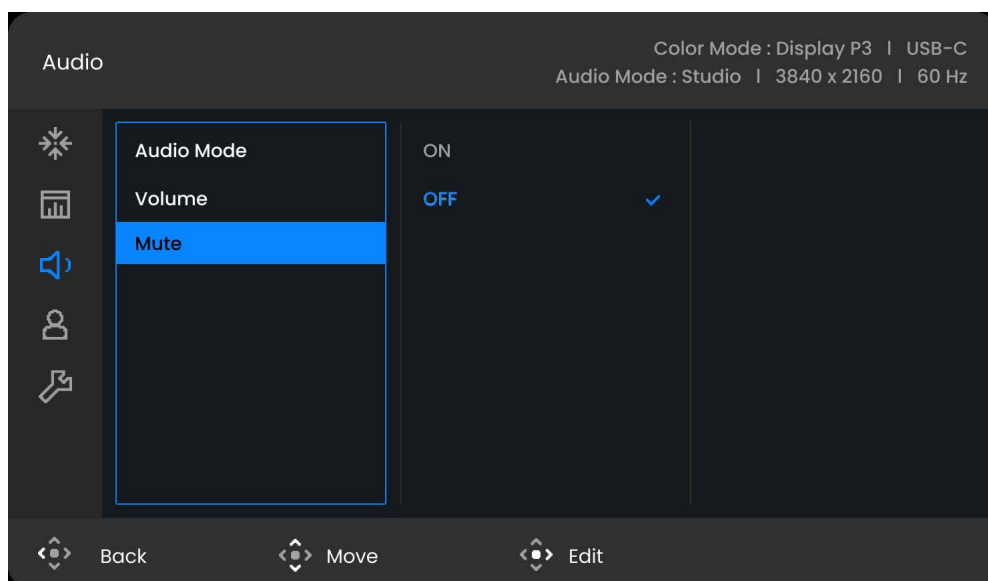 Audio
Color Mode : Display P3 I USB-C
Audio Mode : Studio I 3840 x 2160 I 60 Hz
Audio Mode
ON
Volume
OFF
Mute
Back
Move
Edit